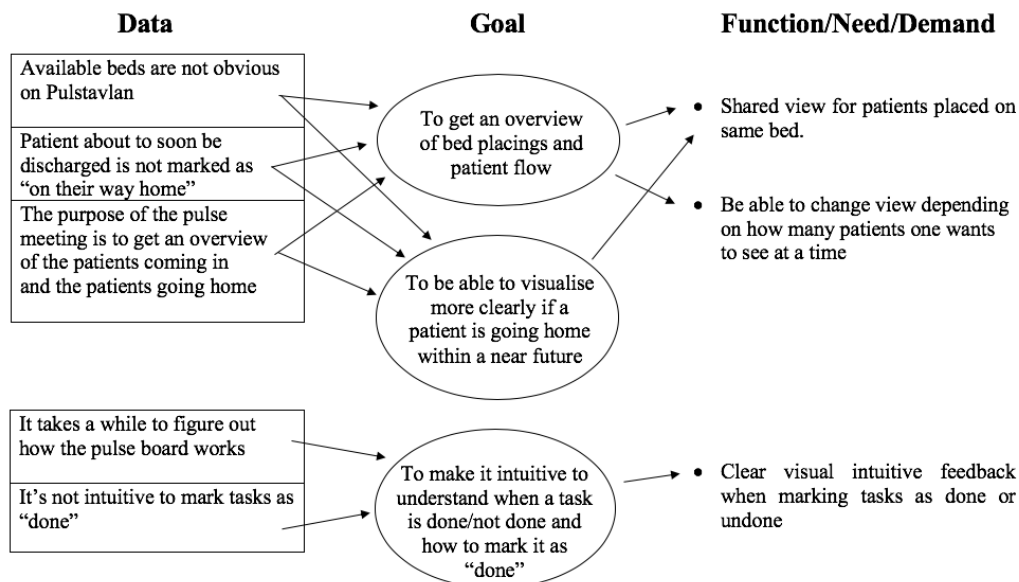 Data
Goal
Function/Need/Demand
Available beds are not obvious
on Pulstavlan
Patient about to soon be
discharged is not marked as
“on their way home”
The purpose of the pulse
meeting is to get an overview
of the patients coming in
and the patients going home
To get an overview
of bed placings and
patient flow
To be able to visualise
more clearly if a
patient is going home
within a near future
• Shared view for patients placed on
same bed.
• Be able to change view depending
on how many patients one wants
to see at a time
It takes a while to figure out
how the pulse board works
It’s not intuitive to mark tasks as
“done”
To make it intuitive to
understand when a task
is done/not done and
how to mark it as
“done”
• Clear visual intuitive feedback
when marking tasks as done or
undone